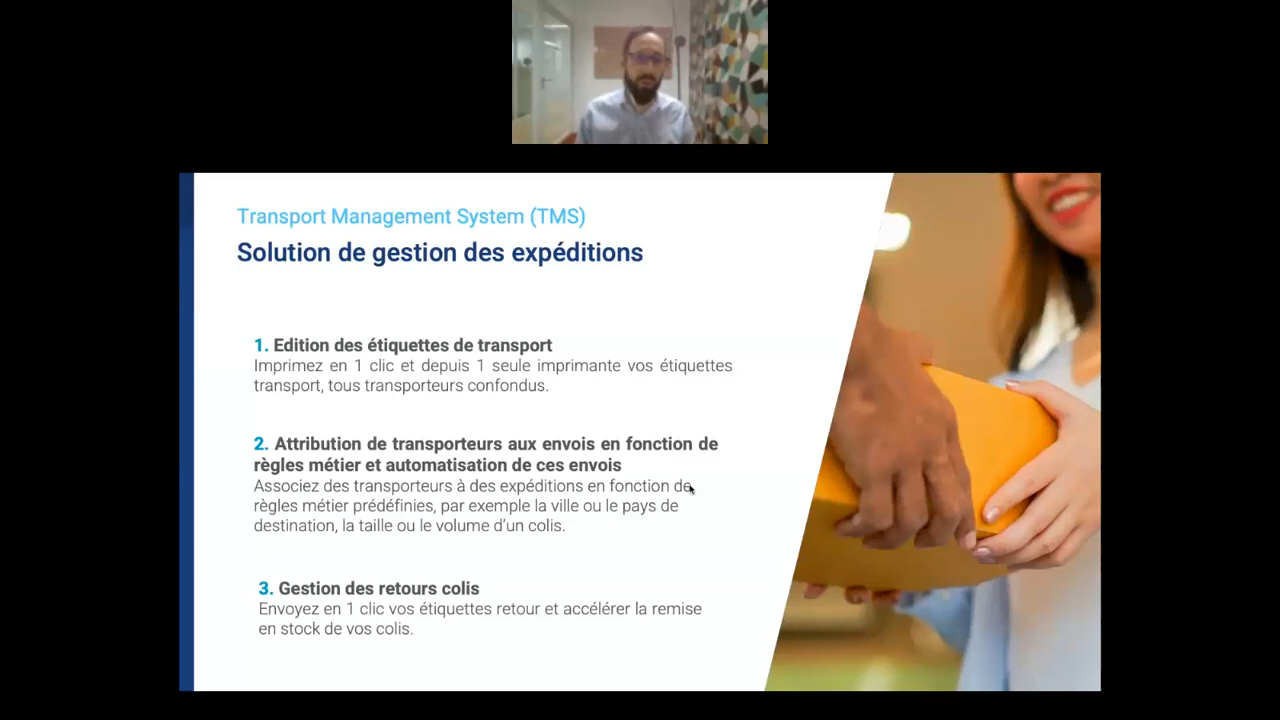 Transport Management System (TMS)
Solution de gestion des expéditions
1. Edition des étiquettes de transport
Imprimez en 1 clic et depuis 1 seule imprimante vos étiquettes
transport, tous transporteurs confondus.
2. Attribution de transporteurs aux envois en fonction de
règles métier et automatisation de ces envois
Associez des transporteurs à des expéditions en fonction de
règles métier prédéfinies, par exemple la ville ou le pays de
destination, la taille ou le volume d'un colis.
3. Gestion des retours colis
Envoyez en 1 clic vos étiquettes retour et accélérer la remise
en stock de vos colis.